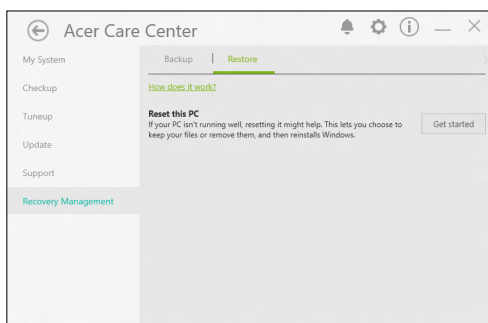 Acer Care Center
My System
Checkup
Tuneup
Update
Support
Recovery Management
Backup | Restore
How does it work?
Reset this PC
If your PC isn't running well, resetting it might help. This lets you choose to
keep your files or remove them, and then reinstalls Windows.
Get started